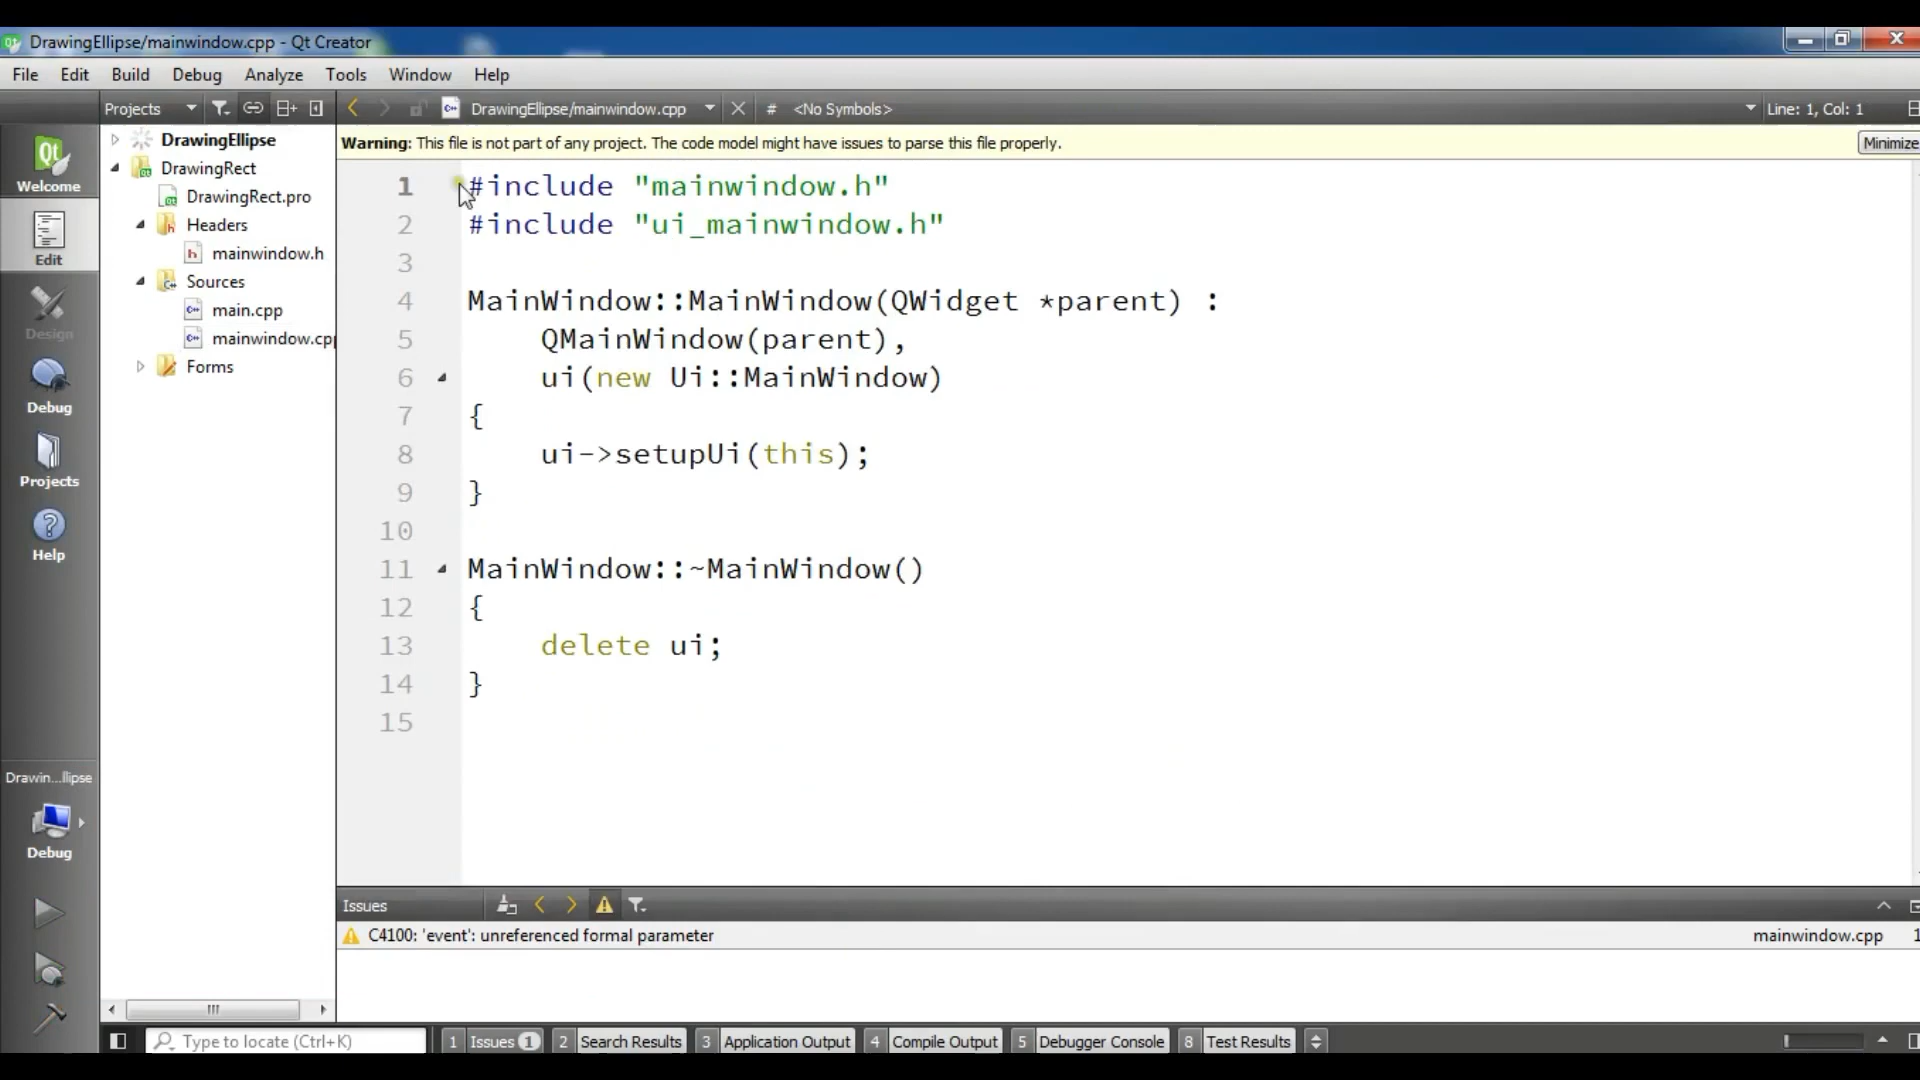 DrawingEllipse/mainwindow.cpp - Qt Creator
File Edit Build Debug Analyze Tools Window Help
Projects DrawingEllipse/mainwindow.cpp # <No Symbols> Line: 1, Col: 1
Warning: This file is not part of any project. The code model might have issues to parse this file properly. Minimize
Welcome
Edit
Design
Debug
Projects
Help
Drawin...llipse
Debug
DrawingEllipse
DrawingRect
DrawingRect.pro
Headers
mainwindow.h
Sources
main.cpp
mainwindow.cpp
Forms
1 #include "mainwindow.h"
2 #include "ui_mainwindow.h"
3
4 MainWindow::MainWindow(QWidget *parent) :
5 QMainWindow(parent),
6 ui(new Ui::MainWindow)
7 {
8 ui->setupUi(this);
9 }
10
11 MainWindow::~MainWindow()
12 {
13 delete ui;
14 }
15
Issues
C4100: 'event': unreferenced formal parameter mainwindow.cpp 1
Type to locate (Ctrl+K) 1 Issues 1 2 Search Results 3 Application Output 4 Compile Output 5 Debugger Console 8 Test Results